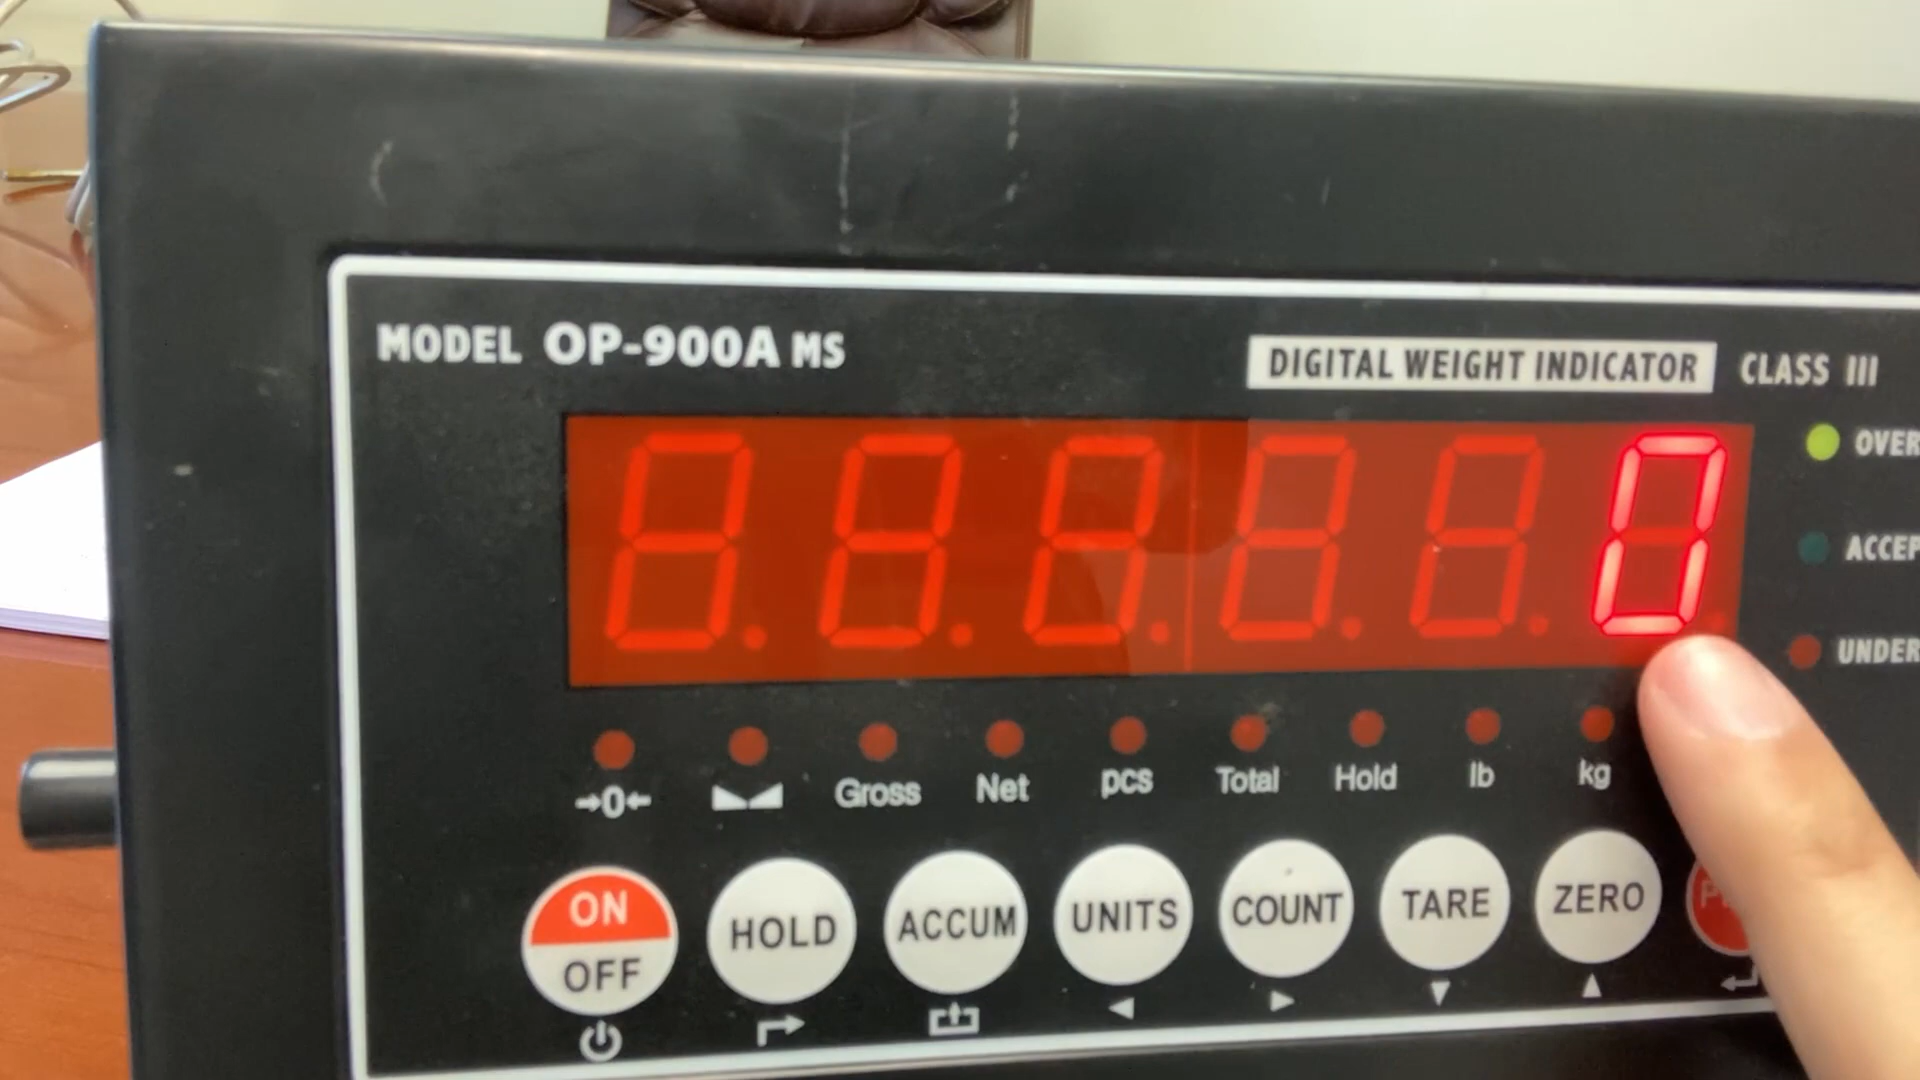 MODEL OP-900A MS
DIGITAL WEIGHT INDICATOR CLASS III
0
OVER
ACCEP
UNDER
→0← Gross Net pcs Total Hold lb kg
ON
OFF
HOLD
ACCUM
UNITS
COUNT
TARE
ZERO